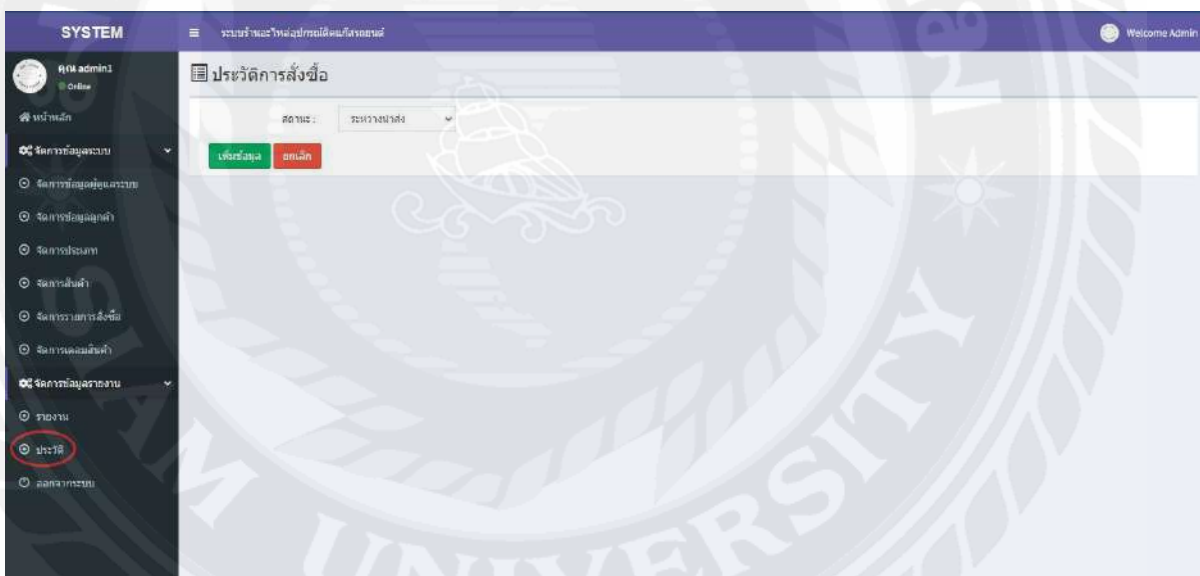 SYSTEM
ระบบร้านอะไหล่อุปกรณ์ติดแก๊สรถยนต์
Welcome Admin
คุณ admin1
Online
ประวัติการสั่งซื้อ
หน้าหลัก
สถานะ :
ระหว่างนำส่ง
จัดการข้อมูลระบบ
เพิ่มข้อมูล
ยกเลิก
จัดการข้อมูลผู้ดูแลระบบ
จัดการข้อมูลลูกค้า
จัดการประเภท
จัดการสินค้า
จัดการรายการสั่งซื้อ
จัดการเคลมสินค้า
จัดการข้อมูลรายงาน
รายงาน
ประวัติ
ออกจากระบบ
SIAM UNIVERSITY